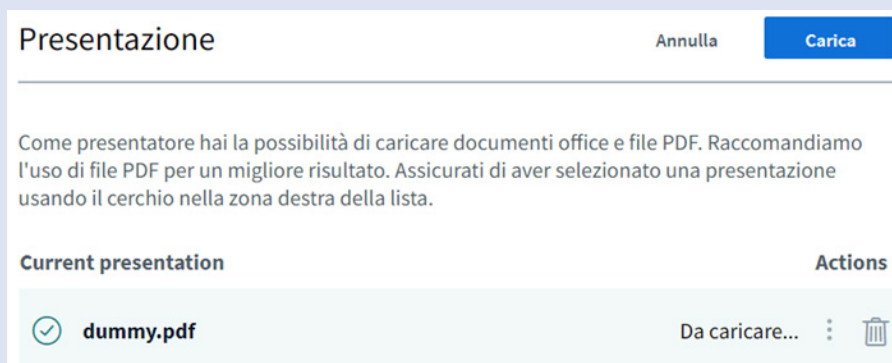 Presentazione Annulla Carica
Come presentatore hai la possibilità di caricare documenti office e file PDF. Raccomandiamo
l'uso di file PDF per un migliore risultato. Assicurati di aver selezionato una presentazione
usando il cerchio nella zona destra della lista.
Current presentation Actions
dummy.pdf Da caricare...